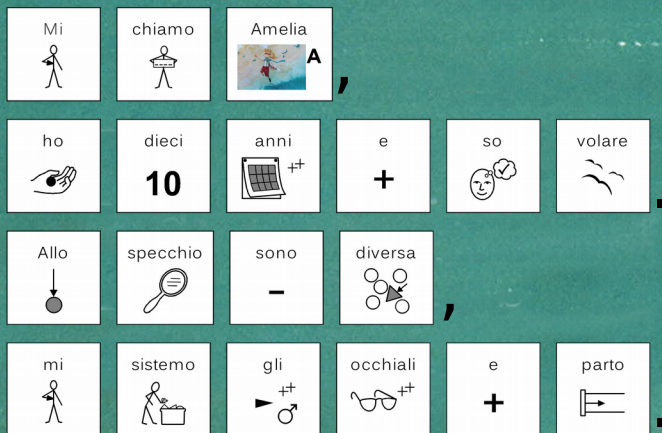 Mi chiamo Amelia A,
ho dieci 10 anni e so volare.
Allo specchio sono diversa,
mi sistemo gli occhiali e parto.